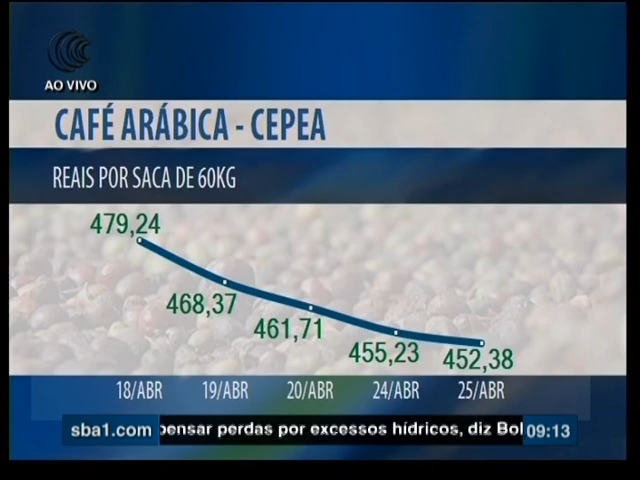 AO VIVO
CAFÉ ARÁBICA - CEPEA
REAIS POR SACA DE 60KG
479,24
468,37
461,71
455,23
452,38
18/ABR 19/ABR 20/ABR 24/ABR 25/ABR
sba1.com pensar perdas por excessos hídricos, diz Bol 09:13